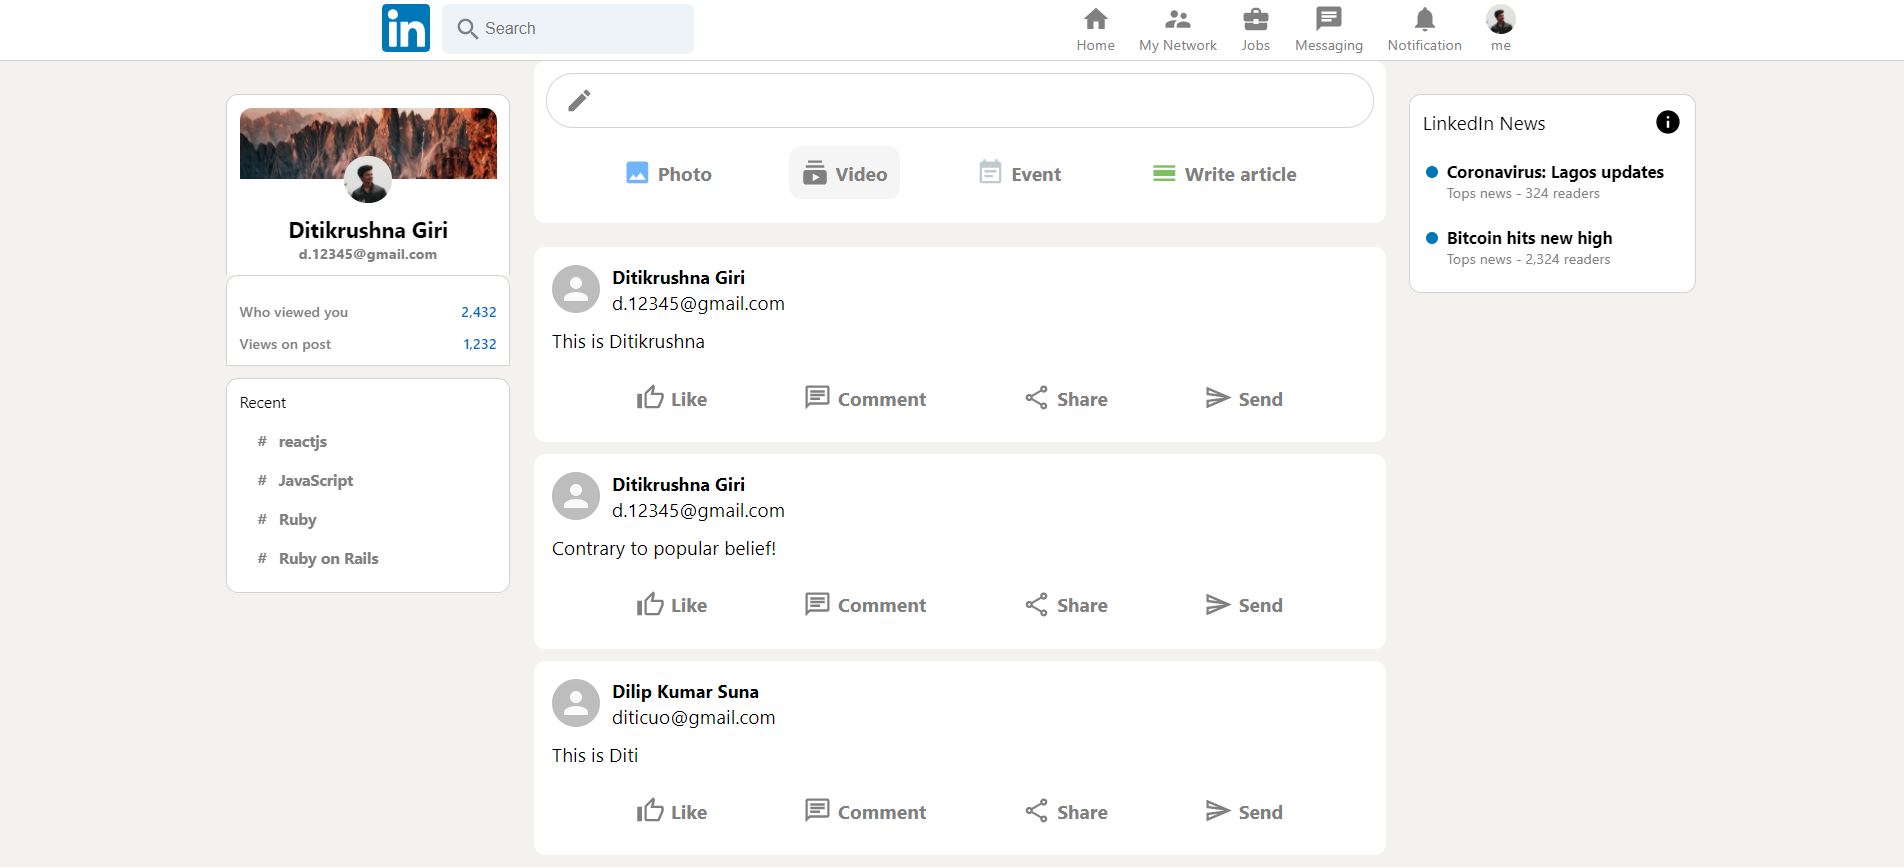 in Search
Home My Network Jobs Messaging Notification me
Ditikrushna Giri
d.12345@gmail.com
Who viewed you 2,432
Views on post 1,232
Recent
# reactjs
# JavaScript
# Ruby
# Ruby on Rails
Photo Video Event Write article
Ditikrushna Giri
d.12345@gmail.com
This is Ditikrushna
Like Comment Share Send
Ditikrushna Giri
d.12345@gmail.com
Contrary to popular belief!
Like Comment Share Send
Dilip Kumar Suna
diticuo@gmail.com
This is Diti
Like Comment Share Send
LinkedIn News
Coronavirus: Lagos updates
Tops news - 324 readers
Bitcoin hits new high
Tops news - 2,324 readers